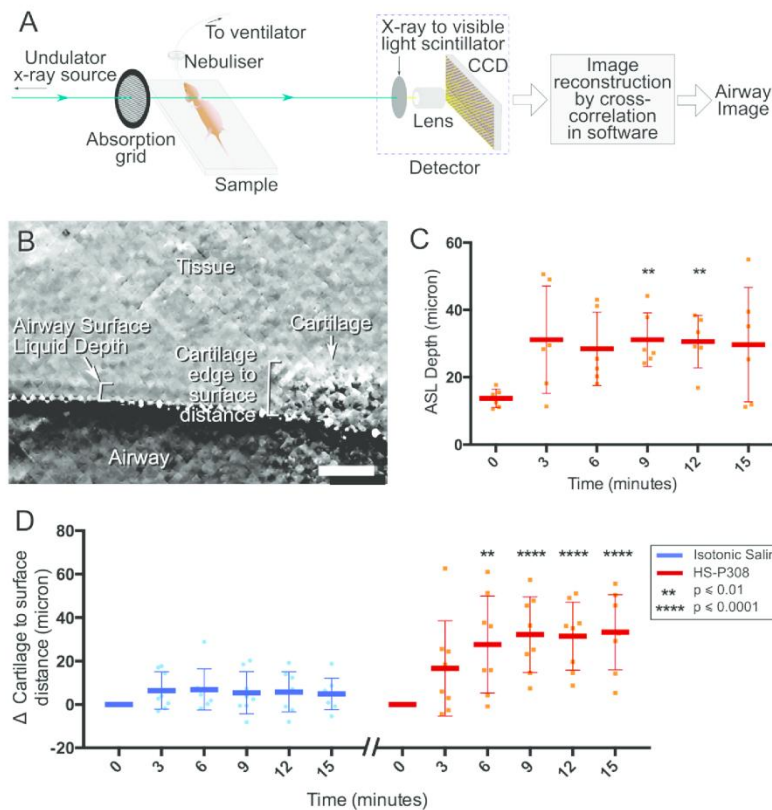 A
To ventilator
Nebuliser
Undulator
x-ray source
Absorption
grid
Sample
X-ray to visible
light scintillator
CCD
Lens
Detector
Image
reconstruction
by cross-
correlation
in software
Airway
Image
B
Tissue
Airway Surface
Liquid Depth
Cartilage
Cartilage
edge to
surface
distance
Airway
C
ASL Depth (micron)
60
40
20
0
** **
0 3 6 9 12 15
Time (minutes)
D
Δ Cartilage to surface
distance (micron)
80
60
40
20
0
-20
** **** **** ****
0 3 6 9 12 15 0 3 6 9 12 15
Time (minutes)
Isotonic Salin
HS-P308
** p ⩽ 0.01
**** p ⩽ 0.0001